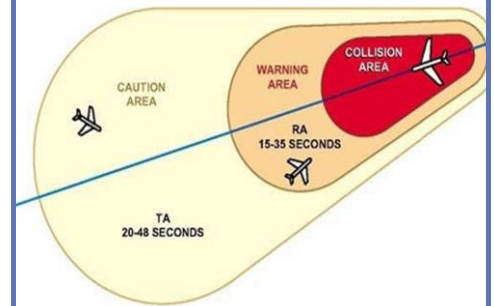 COLLISION
AREA
WARNING
AREA
CAUTION
AREA
RA
15-35 SECONDS
TA
20-48 SECONDS